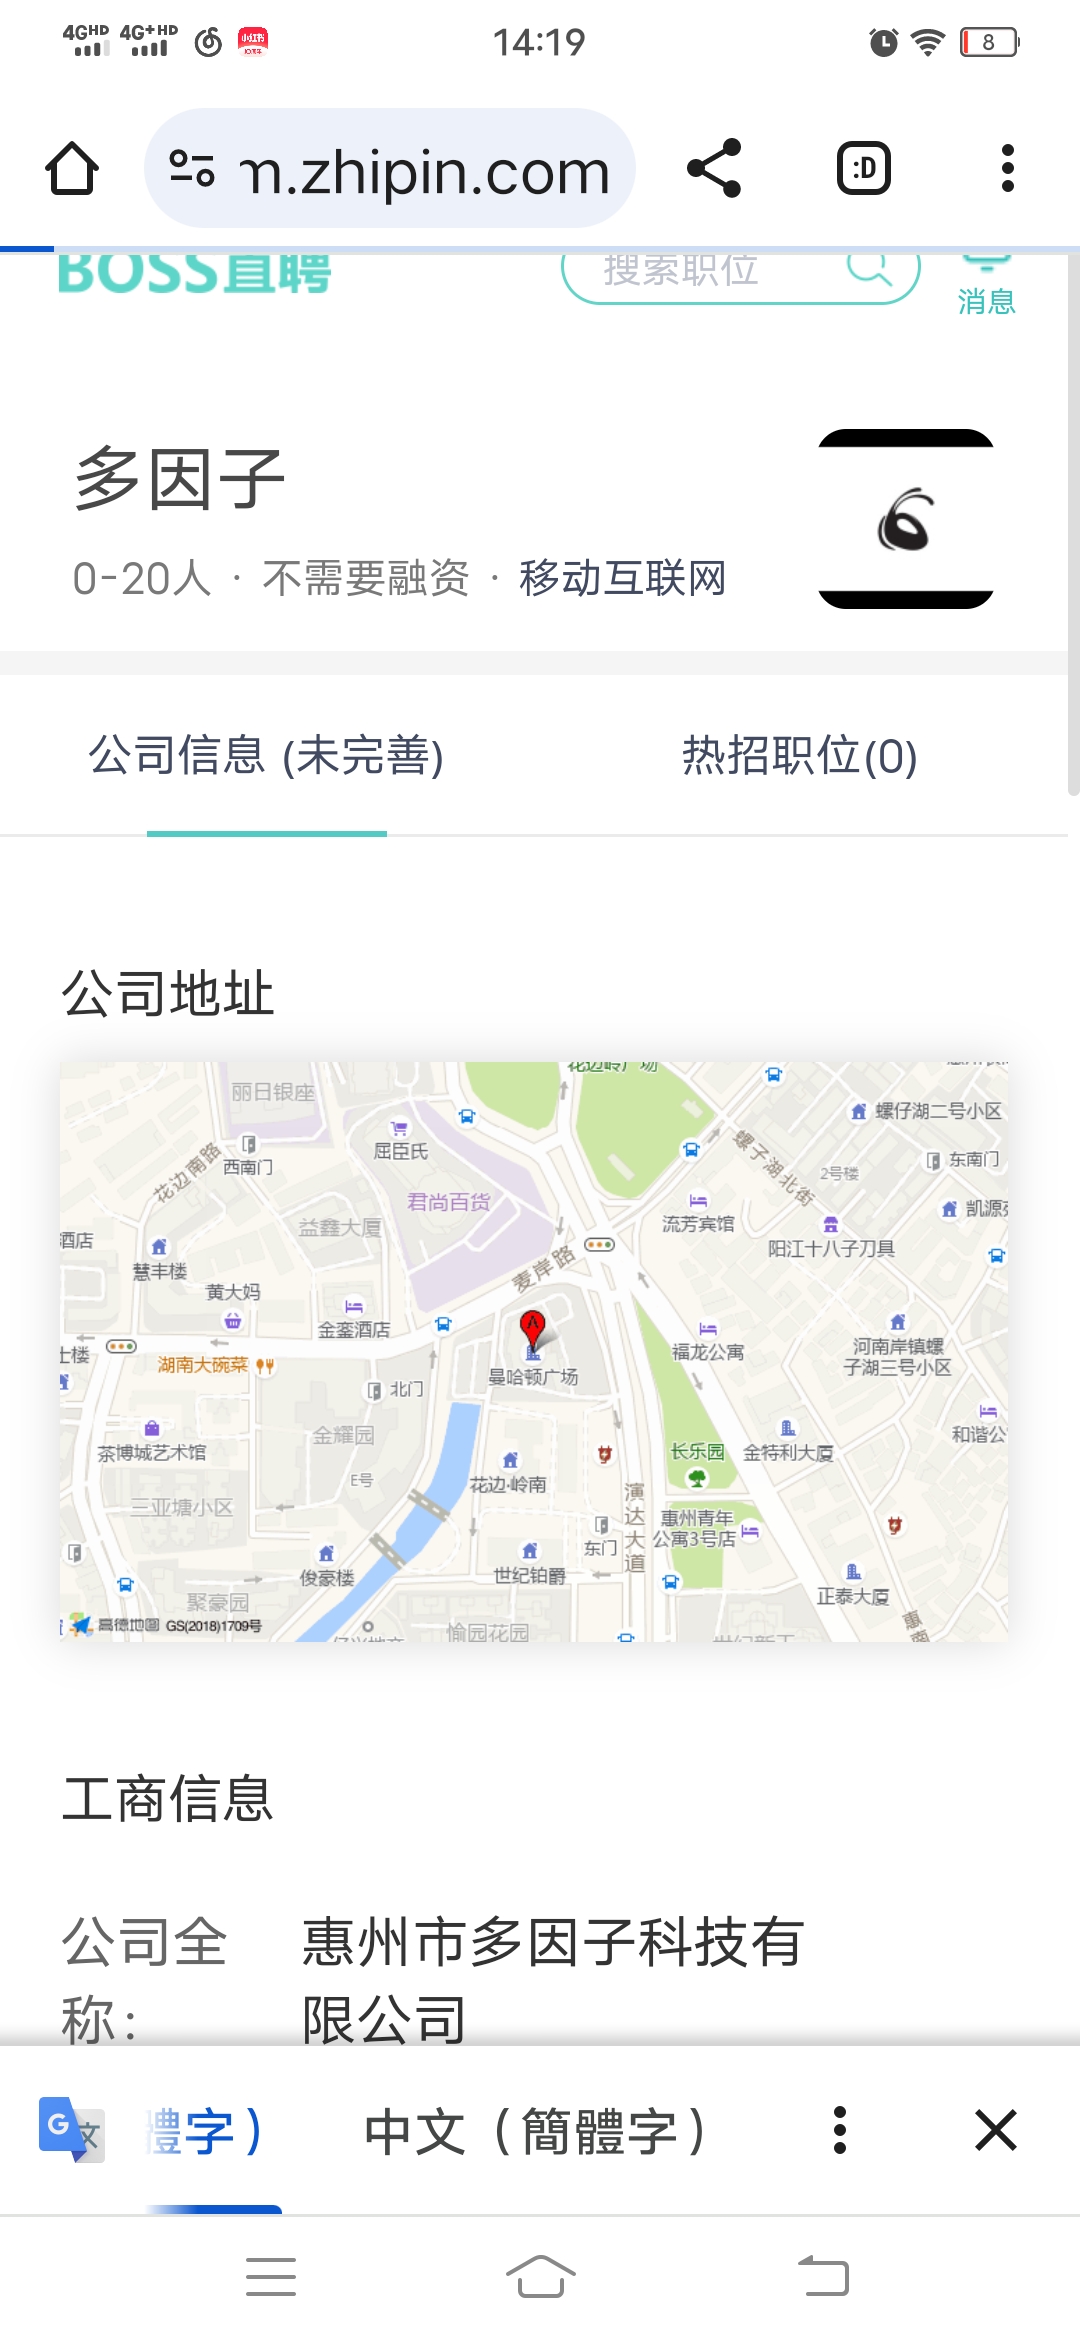 4GHD 4G+HD 14:19 8
m.zhipin.com :D
BOSS直聘 搜索职位
消息
多因子
0-20人 · 不需要融资 · 移动互联网
公司信息 (未完善) 热招职位(0)
公司地址
花边岭广场
丽日银座
螺仔湖二号小区
屈臣氏
西南门
花边南路
螺子湖北街
2号楼
东南门
君尚百货
益鑫大厦
流芳宾馆
凯源
酒店
阳江十八子刀具
慧丰楼
麦岸路
黄大妈
金銮酒店
士楼
湖南大碗菜
福龙公寓
河南岸镇螺
子湖三号小区
曼哈顿广场
北门
金耀园
和谐公
茶博城艺术馆
长乐园
金特利大厦
E号
花边·岭南
三亚塘小区
演达大道
惠州青年
公寓3号店
东门
俊豪楼
世纪铂爵
正泰大厦
聚豪园
惠南
高德地图 GS(2018)1709号
愉园花园
工商信息
公司全 惠州市多因子科技有
称: 限公司
G 文 體字) 中文(簡體字)